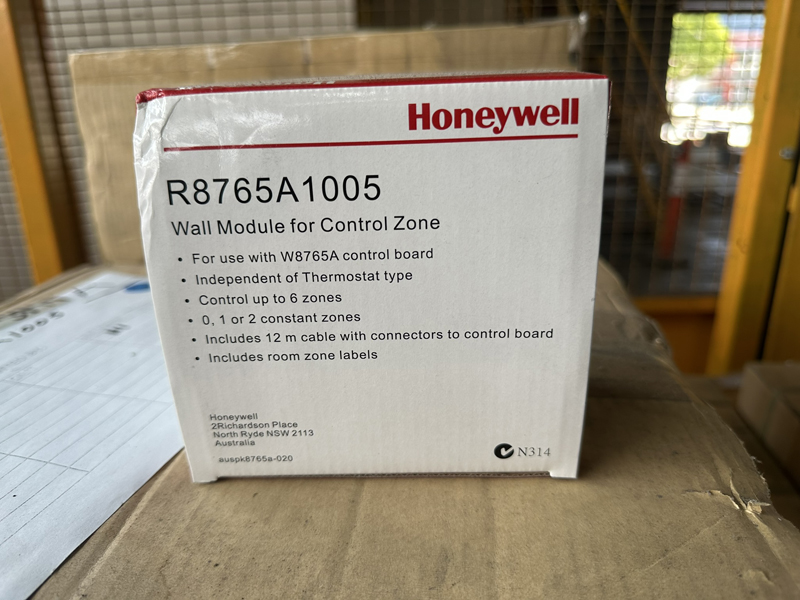 Honeywell
R8765A1005
Wall Module for Control Zone
• For use with W8765A control board
• Independent of Thermostat type
• Control up to 6 zones
• 0, 1 or 2 constant zones
• Includes 12 m cable with connectors to control board
• Includes room zone labels
Honeywell
2Richardson Place
North Ryde NSW 2113
Australia
auspk8765a-020
N314